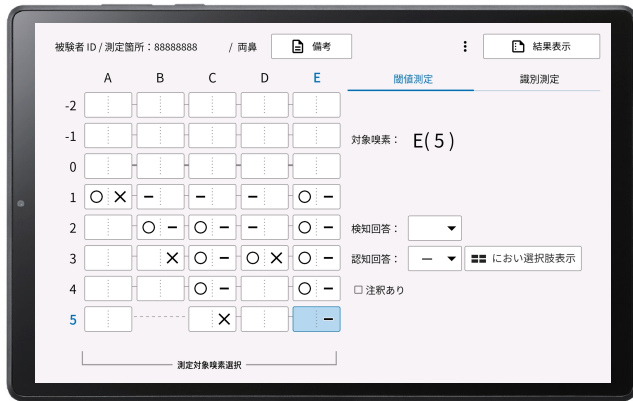 被験者 ID / 測定箇所：88888888 / 両鼻 備考 結果表示
A B C D E 閾値測定 識別測定
-2
-1 対象嗅素： E( 5 )
0
1 ○ × − − − ○ −
2 ○ − ○ − − ○ − 検知回答：
3 × ○ − ○ × ○ − 認知回答： − におい選択肢表示
4 ○ − ○ − 注釈あり
5 × −
測定対象嗅素選択